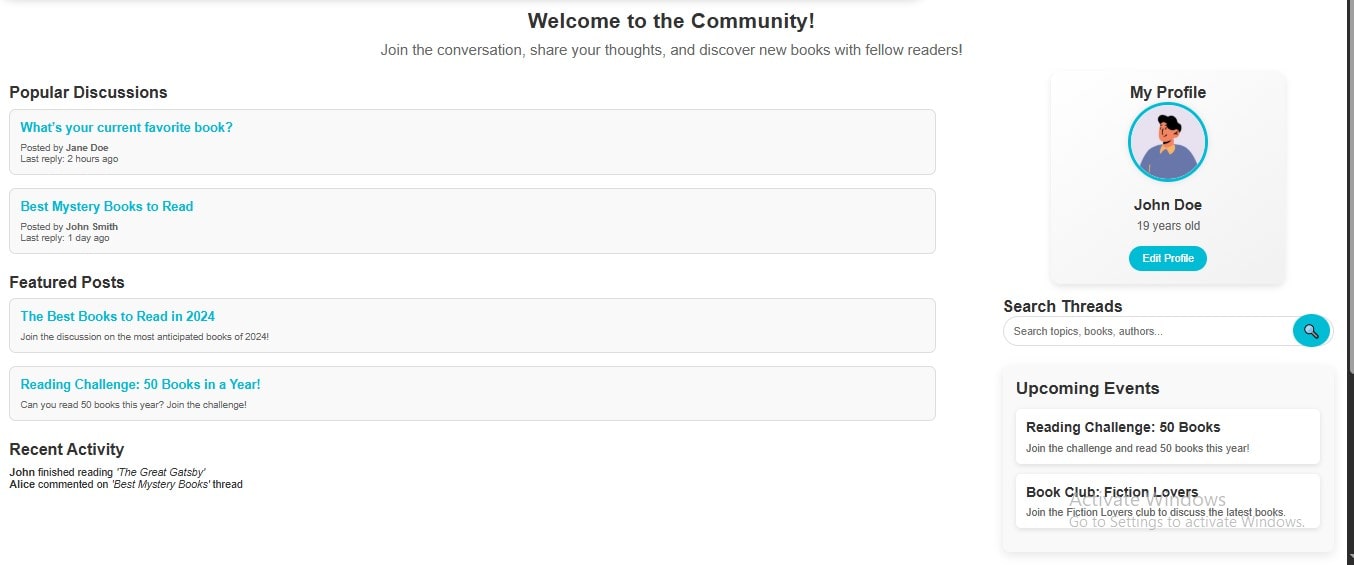 Welcome to the Community!
Join the conversation, share your thoughts, and discover new books with fellow readers!
Popular Discussions
What's your current favorite book?
Posted by Jane Doe
Last reply: 2 hours ago
Best Mystery Books to Read
Posted by John Smith
Last reply: 1 day ago
Featured Posts
The Best Books to Read in 2024
Join the discussion on the most anticipated books of 2024!
Reading Challenge: 50 Books in a Year!
Can you read 50 books this year? Join the challenge!
Recent Activity
John finished reading 'The Great Gatsby'
Alice commented on 'Best Mystery Books' thread
My Profile
John Doe
19 years old
Edit Profile
Search Threads
Search topics, books, authors...
Upcoming Events
Reading Challenge: 50 Books
Join the challenge and read 50 books this year!
Book Club: Fiction Lovers
Join the Fiction Lovers club to discuss the latest books.
Activate Windows
Go to Settings to activate Windows.